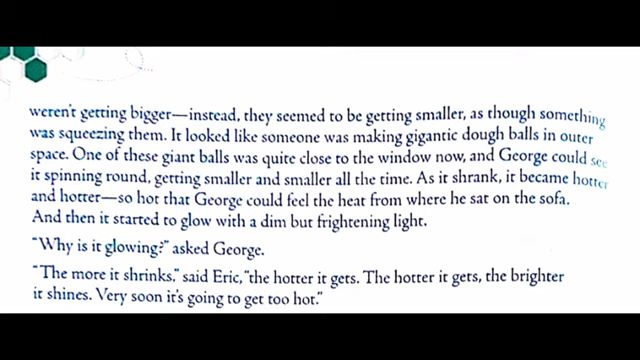 weren't getting bigger—instead, they seemed to be getting smaller, as though something
was squeezing them. It looked like someone was making gigantic dough balls in outer
space. One of these giant balls was quite close to the window now, and George could see
it spinning round, getting smaller and smaller all the time. As it shrank, it became hotter
and hotter—so hot that George could feel the heat from where he sat on the sofa.
And then it started to glow with a dim but frightening light.
"Why is it glowing?" asked George.
"The more it shrinks," said Eric, "the hotter it gets. The hotter it gets, the brighter
it shines. Very soon it's going to get too hot."